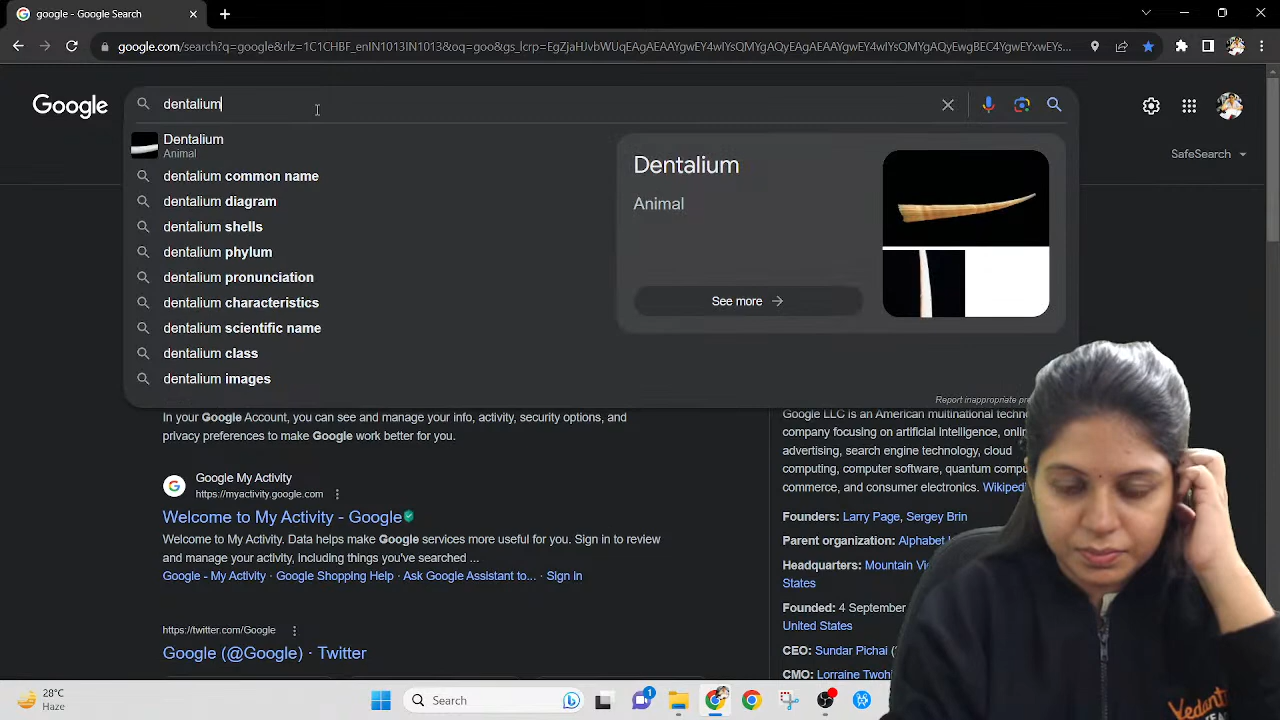 google - Google Search
google.com/search?q=google&rlz=1C1CHBF_enIN1013IN1013&oq=goo&gs_lcrp=EgZjaHJvbWUqEAgAEAAYgwEY4wIYsQMYgAQyEAgAEAAYgwEY4wIYsQMYgAQyEwgBEC4YgwEYxwEYs...
Google
dentalium
SafeSearch
Dentalium
Animal
dentalium common name
dentalium diagram
dentalium shells
dentalium phylum
dentalium pronunciation
dentalium characteristics
dentalium scientific name
dentalium class
dentalium images
Dentalium
Animal
See more
Report inappropriate
In your Google Account, you can see and manage your info, activity, security options, and
privacy preferences to make Google work better for you.
Google My Activity
https://myactivity.google.com
Welcome to My Activity - Google
Welcome to My Activity. Data helps make Google services more useful for you. Sign in to review
and manage your activity, including things you've searched ...
Google - My Activity · Google Shopping Help · Ask Google Assistant to... · Sign In
https://twitter.com/Google
Google (@Google) · Twitter
Google LLC is an American multinational techn
company focusing on artificial intelligence, onlin
advertising, search engine technology, cloud
computing, computer software, quantum compu
commerce, and consumer electronics. Wikiped
Founders: Larry Page, Sergey Brin
Parent organization: Alphabet I
Headquarters: Mountain Vi
States
Founded: 4 September
United States
CEO: Sundar Pichai (
CMO: Lorraine Twoh
28°C
Haze
Search
1
Vedantu